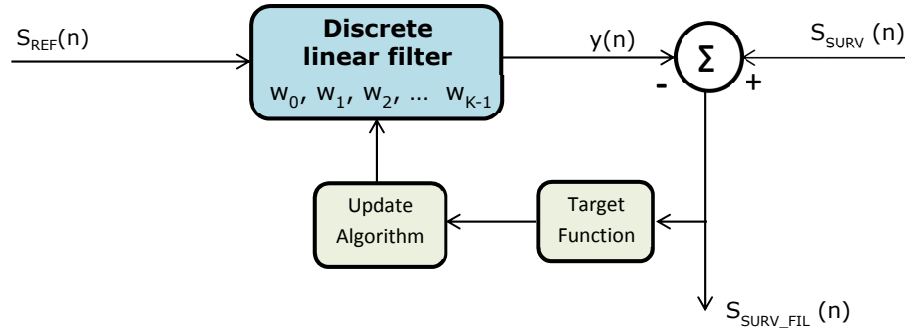 S_REF(n)
Discrete
linear filter
w_0, w_1, w_2, ... w_K-1
y(n)
Σ
S_SURV (n)
- +
Update
Algorithm
Target
Function
S_SURV_FIL (n)